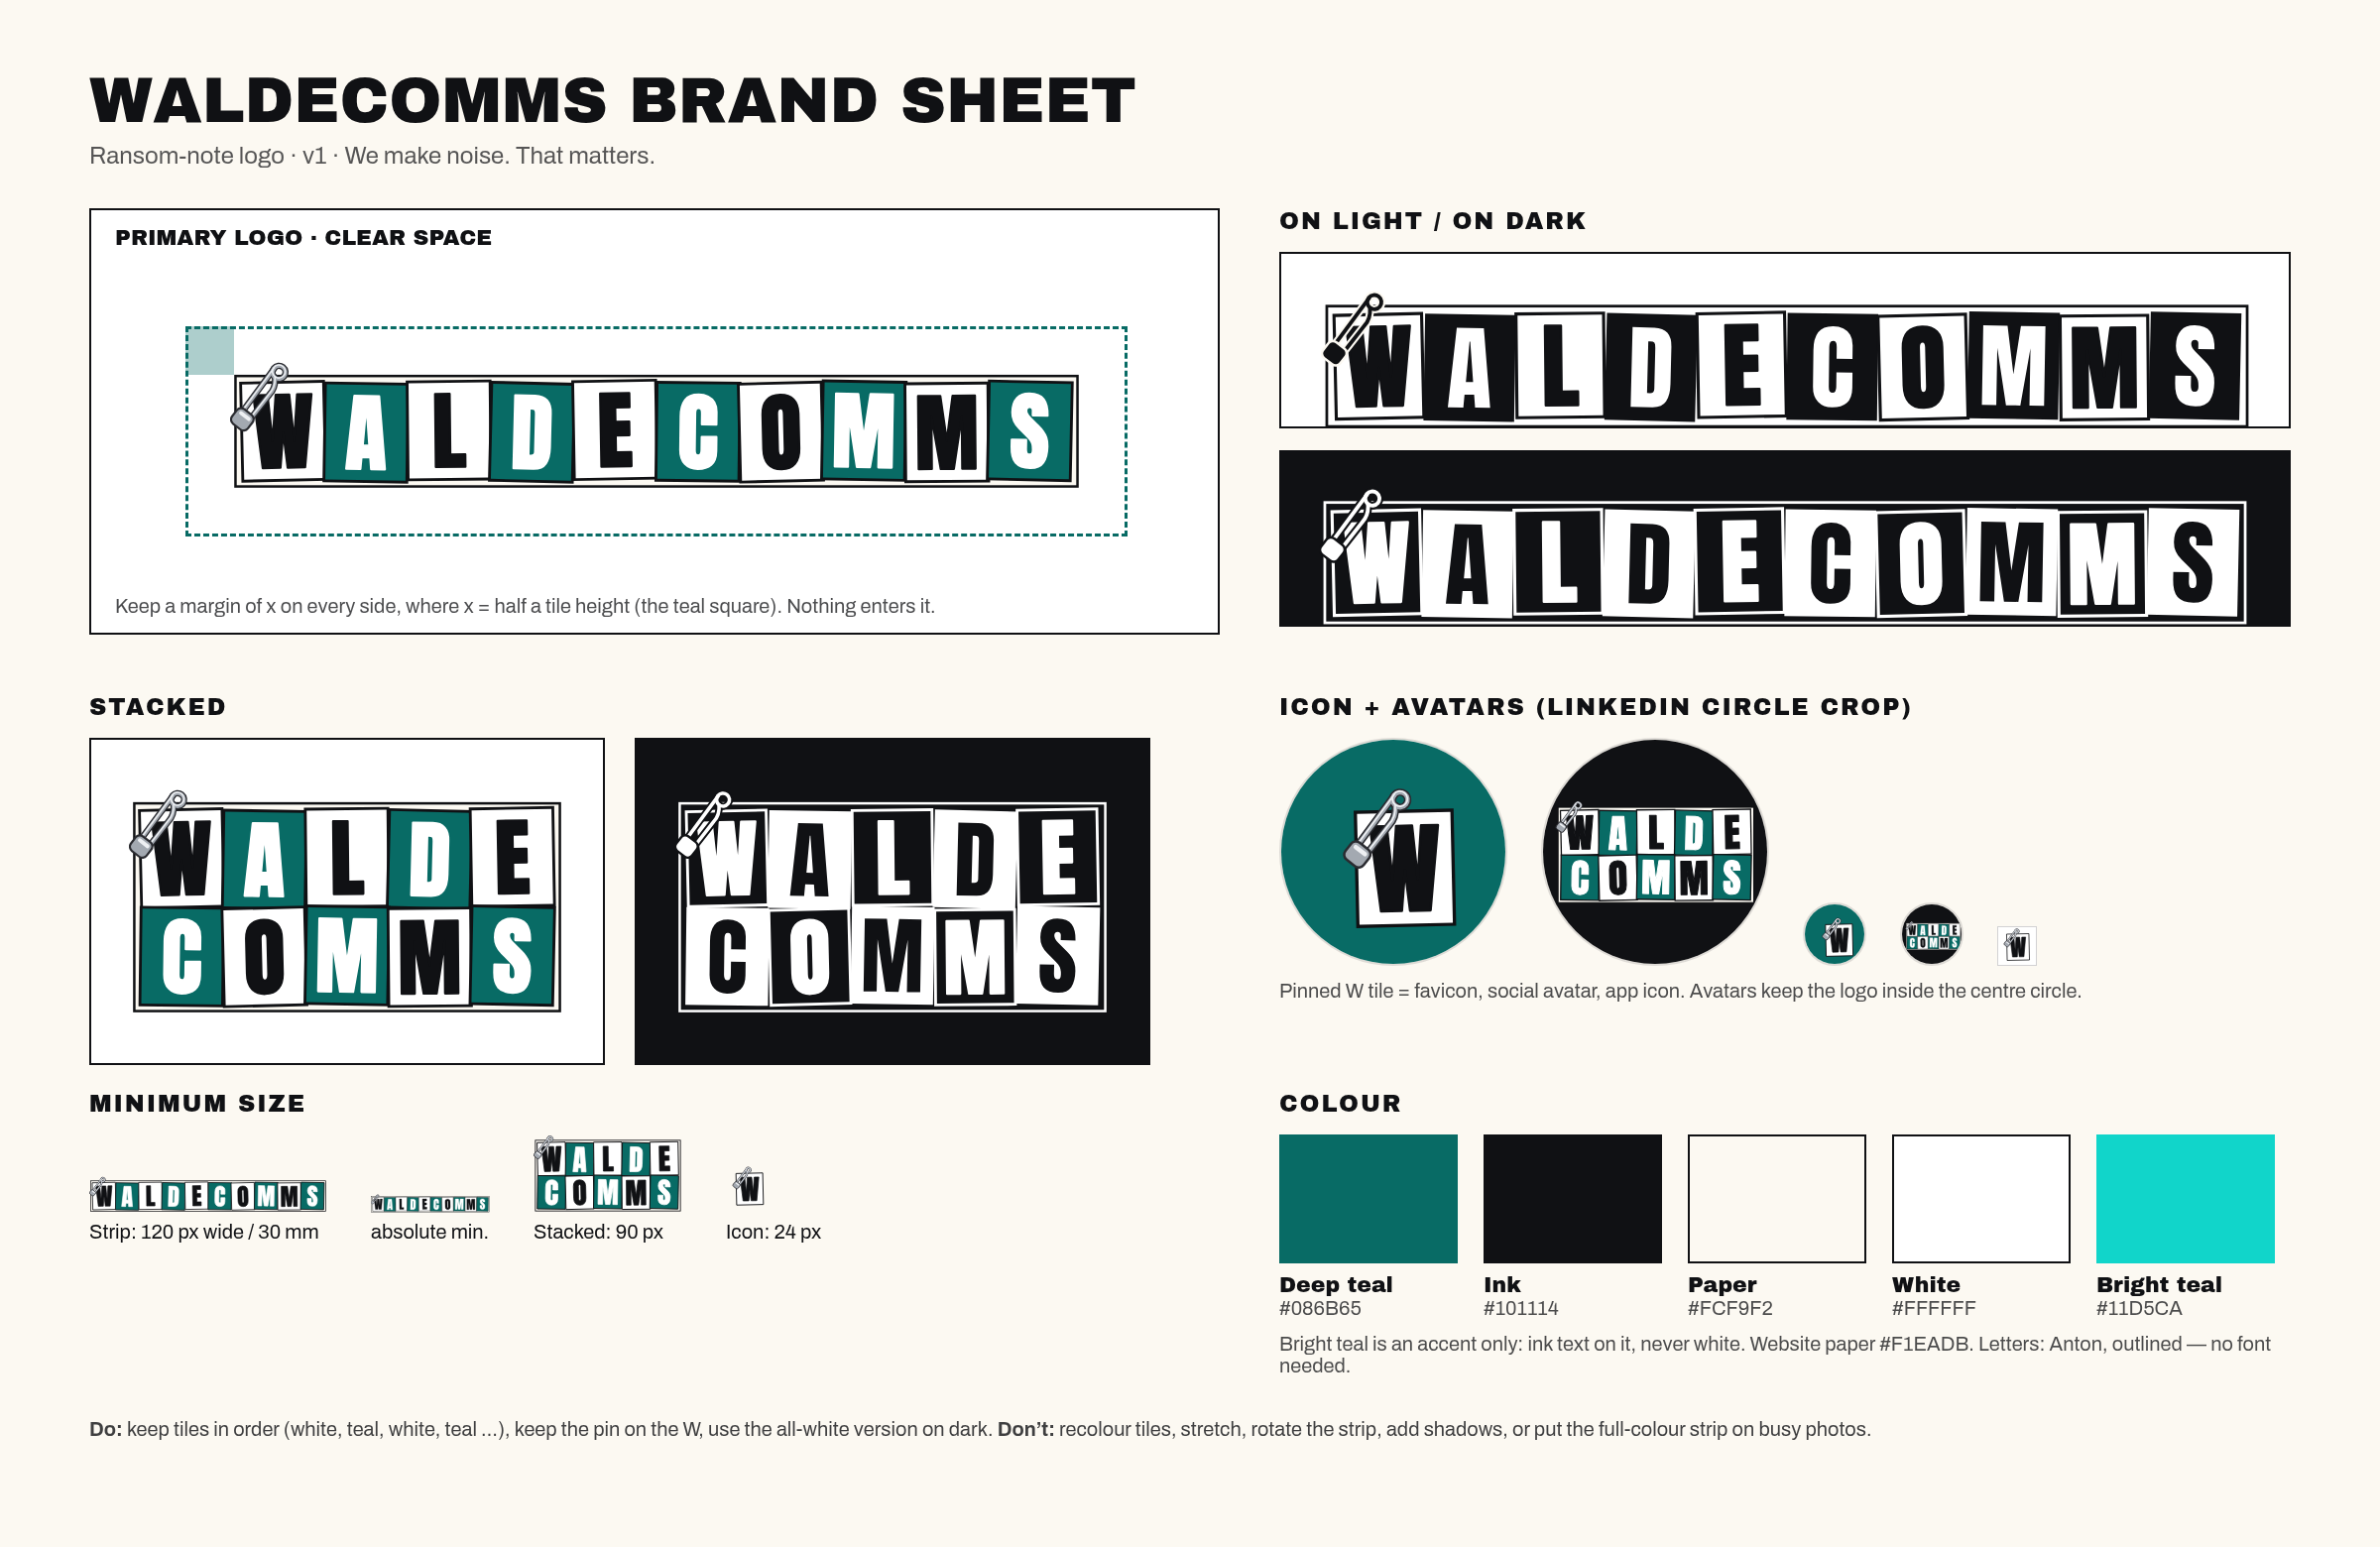 WALDECOMMS BRAND SHEET
Ransom-note logo · v1 · We make noise. That matters.
PRIMARY LOGO · CLEAR SPACE
WALDECOMMS
Keep a margin of x on every side, where x = half a tile height (the teal square). Nothing enters it.
ON LIGHT / ON DARK
WALDECOMMS
WALDECOMMS
STACKED
WALDE
COMMS
WALDE
COMMS
ICON + AVATARS (LINKEDIN CIRCLE CROP)
W
WALDE
COMMS
W
WALDE
COMMS
W
Pinned W tile = favicon, social avatar, app icon. Avatars keep the logo inside the centre circle.
MINIMUM SIZE
WALDECOMMS
Strip: 120 px wide / 30 mm
WALDECOMMS
absolute min.
WALDE
COMMS
Stacked: 90 px
W
Icon: 24 px
COLOUR
Deep teal
#086B65
Ink
#101114
Paper
#FCF9F2
White
#FFFFFF
Bright teal
#11D5CA
Bright teal is an accent only: ink text on it, never white. Website paper #F1EADB. Letters: Anton, outlined — no font
needed.
Do: keep tiles in order (white, teal, white, teal ...), keep the pin on the W, use the all-white version on dark. Don’t: recolour tiles, stretch, rotate the strip, add shadows, or put the full-colour strip on busy photos.